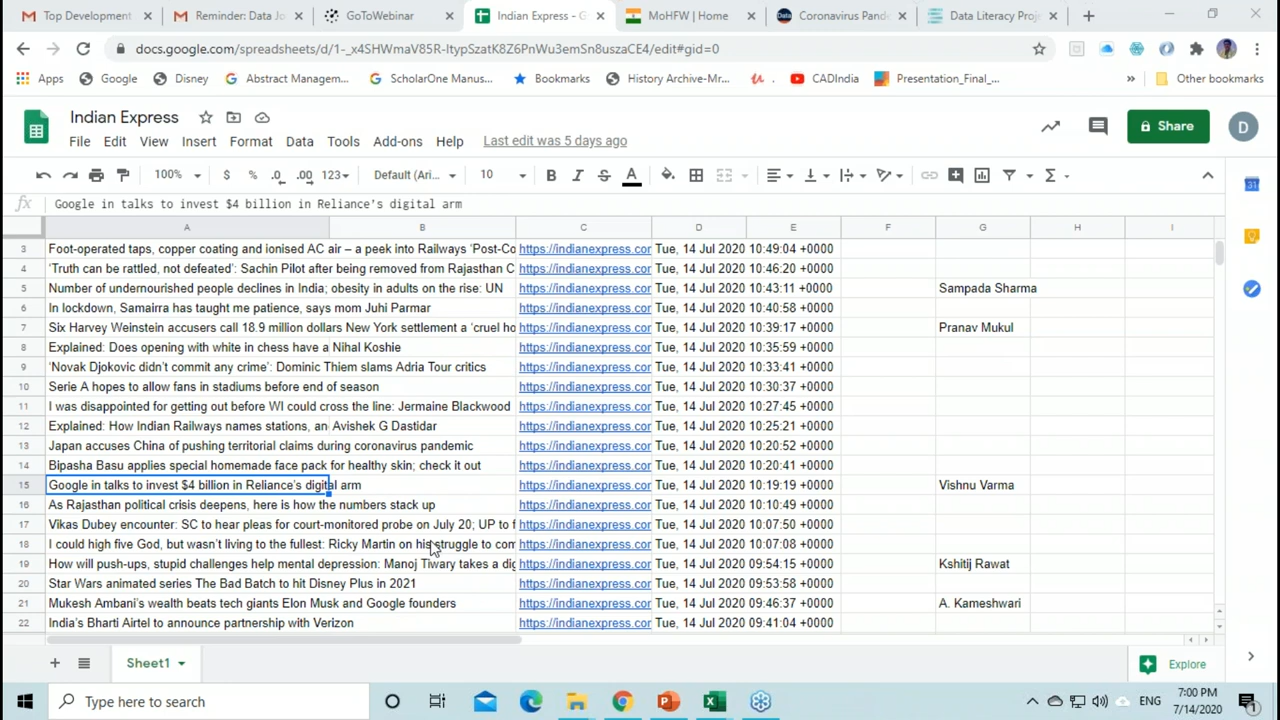 Top Development
Reminder: Data Jo
GoToWebinar
Indian Express - G
MoHFW | Home
Coronavirus Pand
Data Literacy Proj
docs.google.com/spreadsheets/d/1-_x4SHWmaV85R-ItypSzatK8Z6PnWu3emSn8uszaCE4/edit#gid=0
Apps Google Disney Abstract Managem... ScholarOne Manus... Bookmarks History Archive-Mr... CADIndia Presentation_Final_... » Other bookmarks
Indian Express
File Edit View Insert Format Data Tools Add-ons Help Last edit was 5 days ago
Share
D
100% $ % .0 .00 123 Default (Ari... 10 B I S A
fx Google in talks to invest $4 billion in Reliance's digital arm
A B C D E F G H I
3 Foot-operated taps, copper coating and ionised AC air – a peek into Railways 'Post-Co https://indianexpress.cor Tue, 14 Jul 2020 10:49:04 +0000
4 'Truth can be rattled, not defeated': Sachin Pilot after being removed from Rajasthan C https://indianexpress.cor Tue, 14 Jul 2020 10:46:20 +0000
5 Number of undernourished people declines in India; obesity in adults on the rise: UN https://indianexpress.cor Tue, 14 Jul 2020 10:43:11 +0000 Sampada Sharma
6 In lockdown, Samairra has taught me patience, says mom Juhi Parmar https://indianexpress.cor Tue, 14 Jul 2020 10:40:58 +0000
7 Six Harvey Weinstein accusers call 18.9 million dollars New York settlement a 'cruel ho https://indianexpress.cor Tue, 14 Jul 2020 10:39:17 +0000 Pranav Mukul
8 Explained: Does opening with white in chess have a Nihal Koshie https://indianexpress.cor Tue, 14 Jul 2020 10:35:59 +0000
9 'Novak Djokovic didn't commit any crime': Dominic Thiem slams Adria Tour critics https://indianexpress.cor Tue, 14 Jul 2020 10:33:41 +0000
10 Serie A hopes to allow fans in stadiums before end of season https://indianexpress.cor Tue, 14 Jul 2020 10:30:37 +0000
11 I was disappointed for getting out before WI could cross the line: Jermaine Blackwood https://indianexpress.cor Tue, 14 Jul 2020 10:27:45 +0000
12 Explained: How Indian Railways names stations, an Avishek G Dastidar https://indianexpress.cor Tue, 14 Jul 2020 10:25:21 +0000
13 Japan accuses China of pushing territorial claims during coronavirus pandemic https://indianexpress.cor Tue, 14 Jul 2020 10:20:52 +0000
14 Bipasha Basu applies special homemade face pack for healthy skin; check it out https://indianexpress.cor Tue, 14 Jul 2020 10:20:41 +0000
15 Google in talks to invest $4 billion in Reliance's digital arm https://indianexpress.cor Tue, 14 Jul 2020 10:19:19 +0000 Vishnu Varma
16 As Rajasthan political crisis deepens, here is how the numbers stack up https://indianexpress.cor Tue, 14 Jul 2020 10:10:49 +0000
17 Vikas Dubey encounter: SC to hear pleas for court-monitored probe on July 20; UP to f https://indianexpress.cor Tue, 14 Jul 2020 10:07:50 +0000
18 I could high five God, but wasn't living to the fullest: Ricky Martin on his struggle to com https://indianexpress.cor Tue, 14 Jul 2020 10:07:08 +0000
19 How will push-ups, stupid challenges help mental depression: Manoj Tiwary takes a dig https://indianexpress.cor Tue, 14 Jul 2020 09:54:15 +0000 Kshitij Rawat
20 Star Wars animated series The Bad Batch to hit Disney Plus in 2021 https://indianexpress.cor Tue, 14 Jul 2020 09:53:58 +0000
21 Mukesh Ambani's wealth beats tech giants Elon Musk and Google founders https://indianexpress.cor Tue, 14 Jul 2020 09:46:37 +0000 A. Kameshwari
22 India's Bharti Airtel to announce partnership with Verizon https://indianexpress.cor Tue, 14 Jul 2020 09:41:04 +0000
Sheet1
Explore
Type here to search
ENG
7:00 PM
7/14/2020